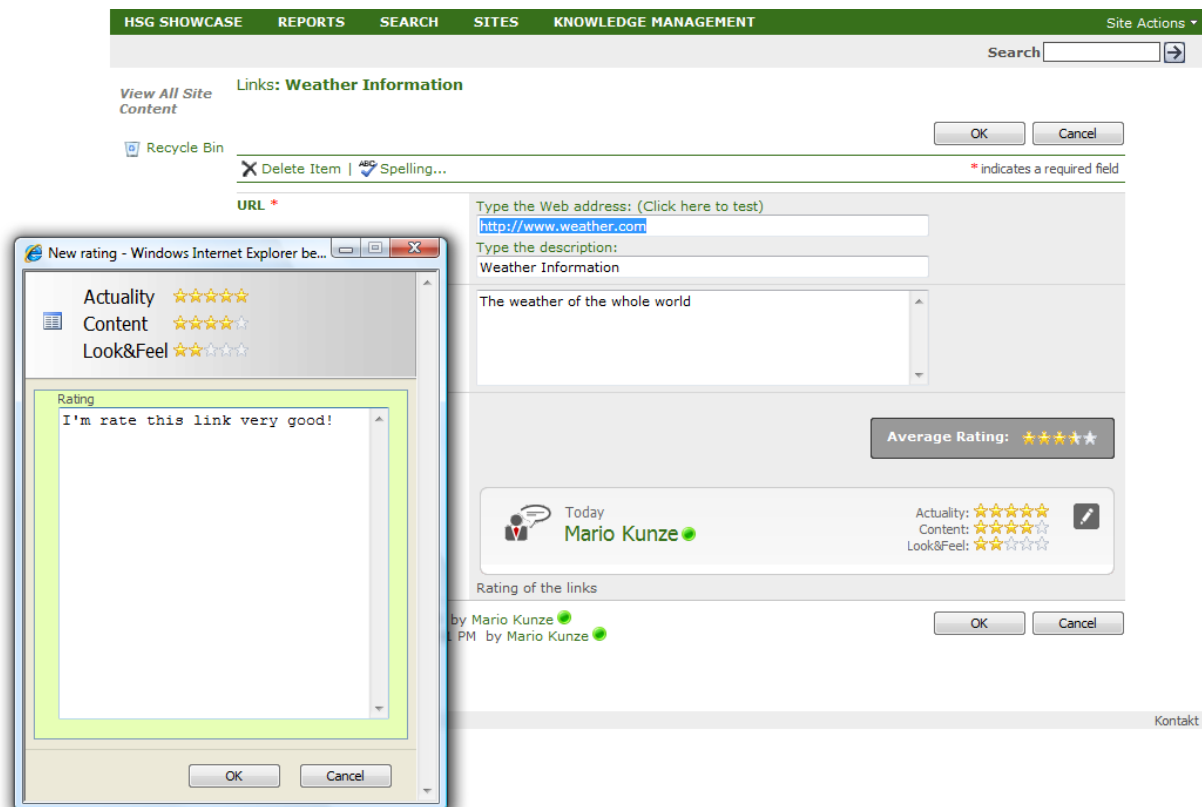 HSG SHOWCASE REPORTS SEARCH SITES KNOWLEDGE MANAGEMENT Site Actions
Search
View All Site
Content
Recycle Bin
Links: Weather Information
OK Cancel
Delete Item | ABC Spelling...
* indicates a required field
URL *
Type the Web address: (Click here to test)
http://www.weather.com
Type the description:
Weather Information
The weather of the whole world
Average Rating:
Today
Mario Kunze
Actuality:
Content:
Look&Feel:
Rating of the links
by Mario Kunze
PM by Mario Kunze
OK Cancel
Kontakt
New rating - Windows Internet Explorer be...
Actuality
Content
Look&Feel
Rating
I'm rate this link very good!
OK Cancel